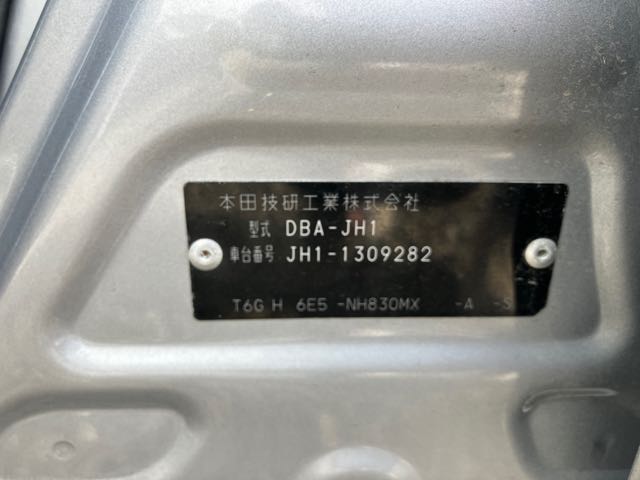 本田技研工業株式会社
型式 DBA-JH1
車台番号 JH1-1309282
T6G H 6E5 -NH830MX -A -S